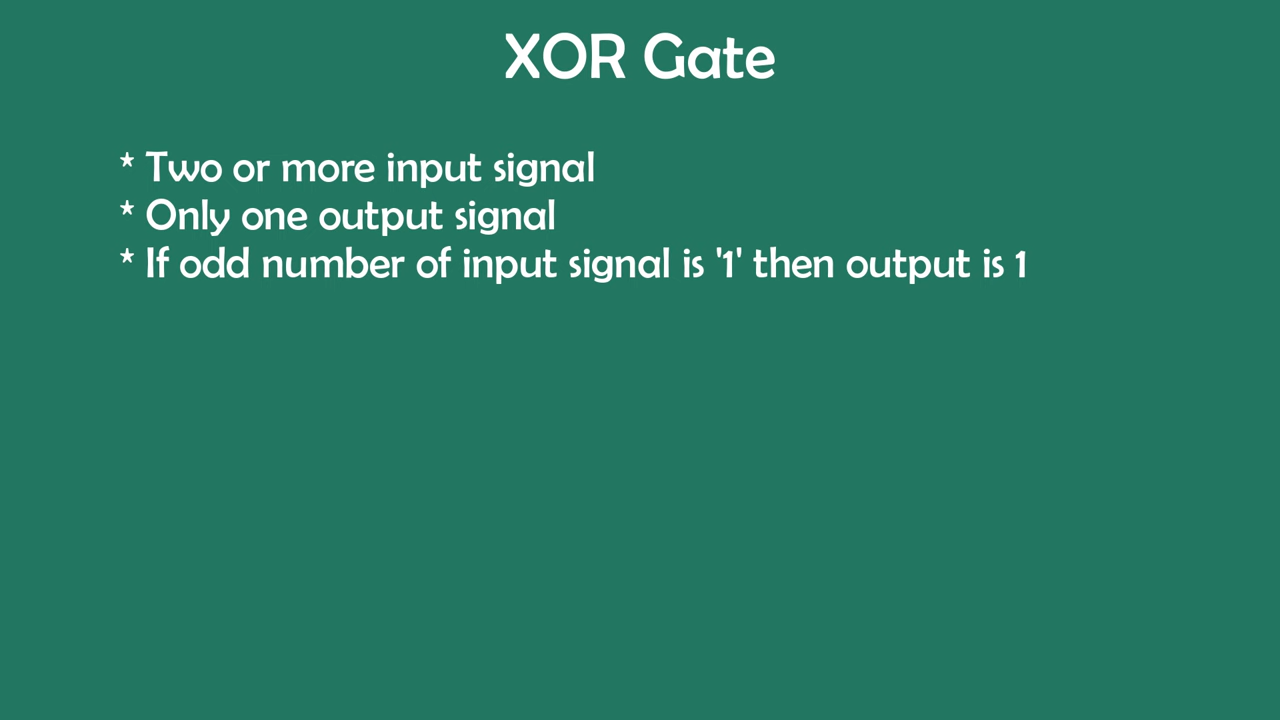 XOR Gate
* Two or more input signal
* Only one output signal
* If odd number of input signal is '1' then output is 1